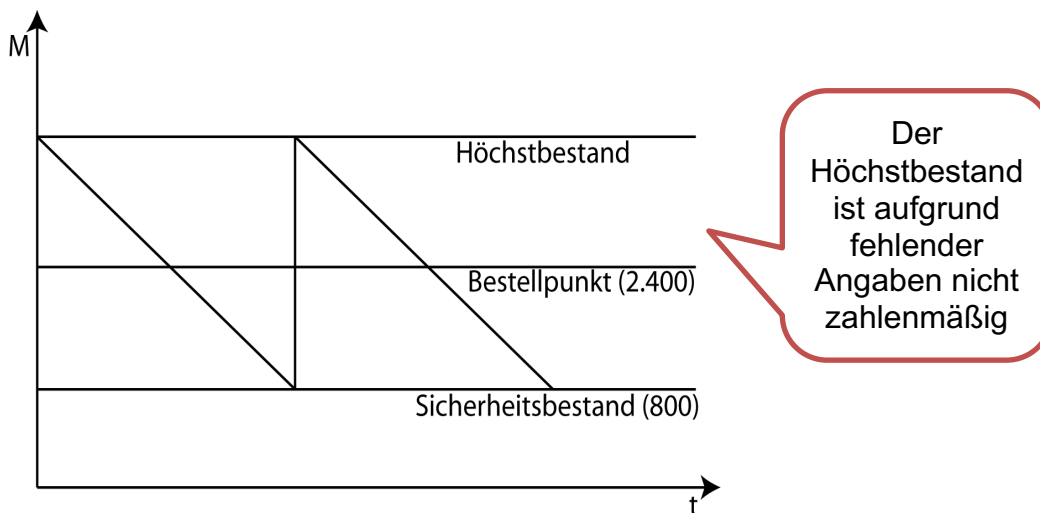 M
Höchstbestand
Bestellpunkt (2.400)
Sicherheitsbestand (800)
t
Der
Höchstbestand
ist aufgrund
fehlender
Angaben nicht
zahlenmäßig